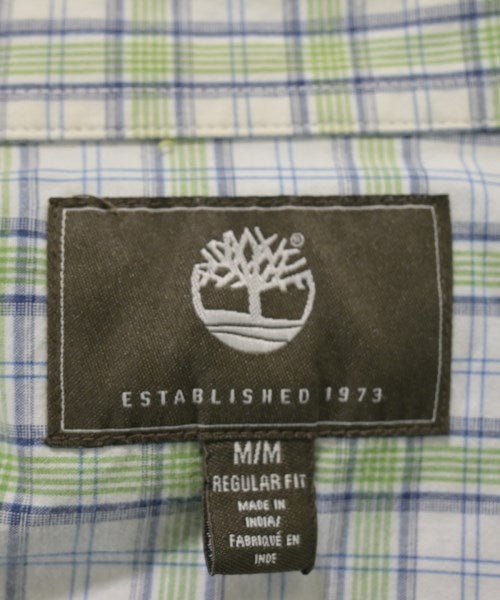 ®
ESTABLISHED 1973
M/M
REGULAR FIT
MADE IN
INDIA/
FABRIQUÉ EN
INDE